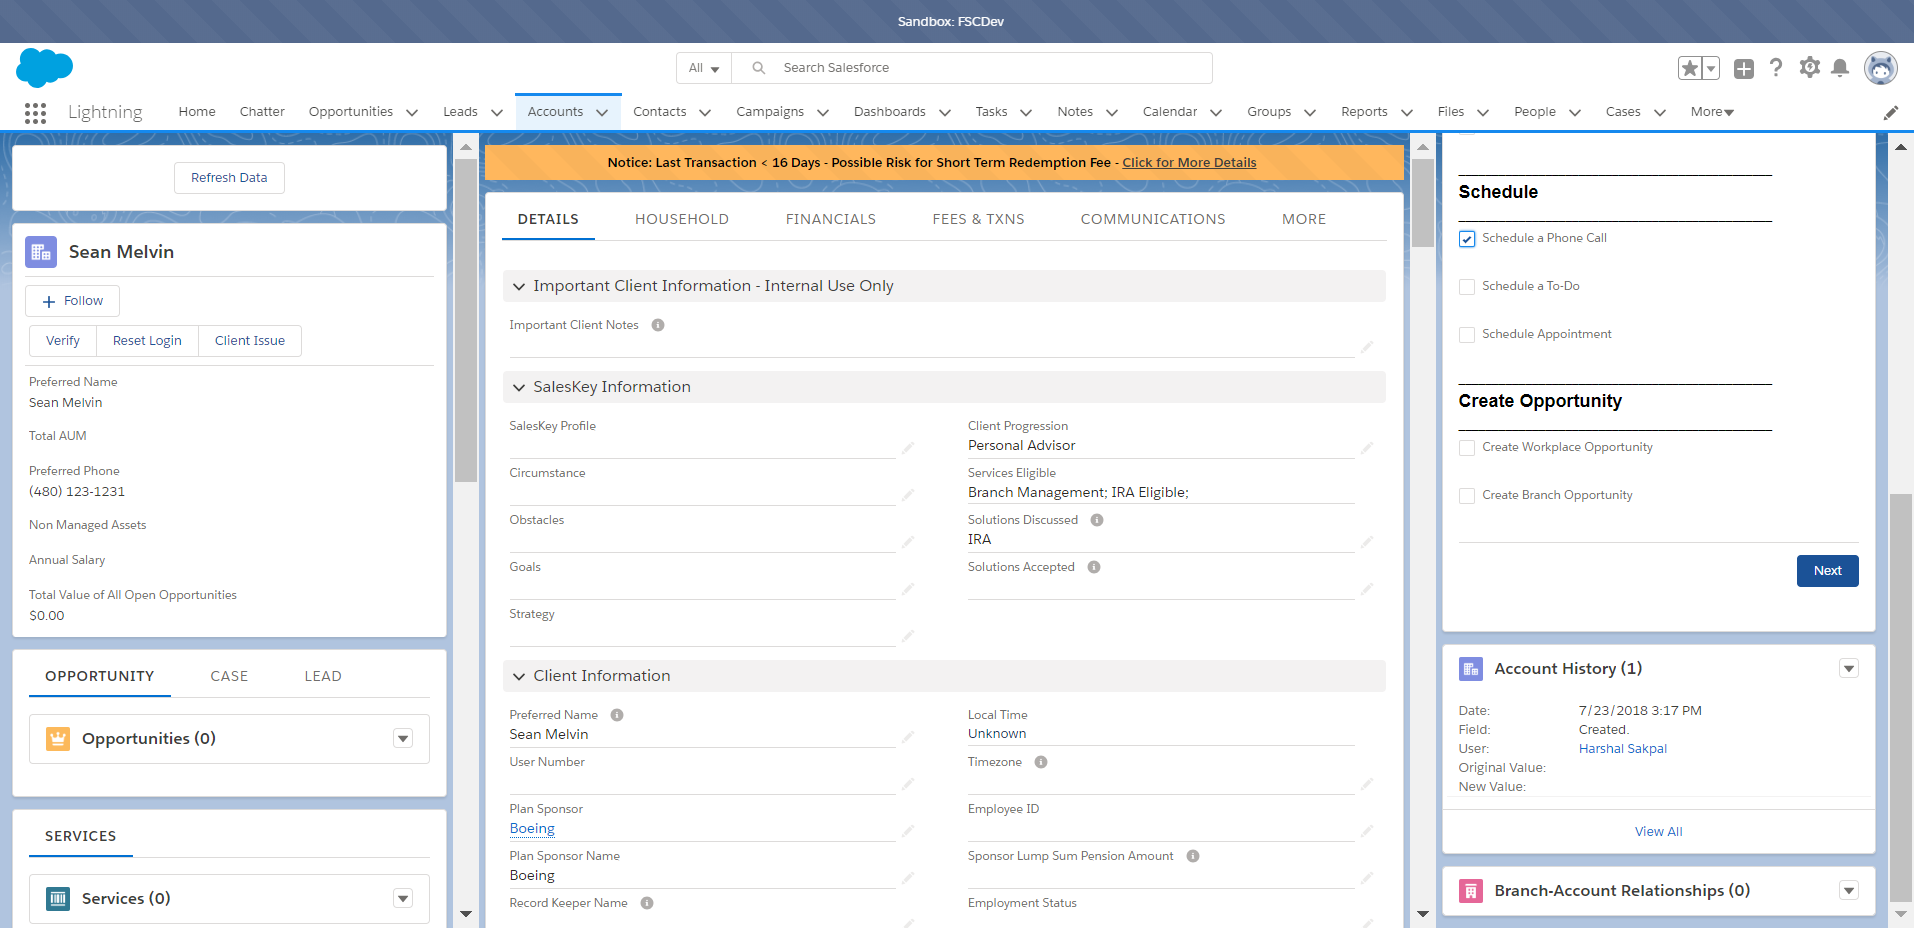 Sandbox: FSCDev
All
Search Salesforce
Lightning
Home
Chatter
Opportunities
Leads
Accounts
Contacts
Campaigns
Dashboards
Tasks
Notes
Calendar
Groups
Reports
Files
People
Cases
More
Refresh Data
Sean Melvin
Follow
Verify
Reset Login
Client Issue
Preferred Name
Sean Melvin
Total AUM
Preferred Phone
(480) 123-1231
Non Managed Assets
Annual Salary
Total Value of All Open Opportunities
$0.00
OPPORTUNITY
CASE
LEAD
Opportunities (0)
SERVICES
Services (0)
Notice: Last Transaction < 16 Days - Possible Risk for Short Term Redemption Fee - Click for More Details
DETAILS
HOUSEHOLD
FINANCIALS
FEES & TXNS
COMMUNICATIONS
MORE
Important Client Information - Internal Use Only
Important Client Notes
SalesKey Information
SalesKey Profile
Client Progression
Personal Advisor
Circumstance
Services Eligible
Branch Management; IRA Eligible;
Obstacles
Solutions Discussed
IRA
Goals
Solutions Accepted
Strategy
Client Information
Preferred Name
Sean Melvin
Local Time
Unknown
User Number
Timezone
Plan Sponsor
Boeing
Employee ID
Plan Sponsor Name
Boeing
Sponsor Lump Sum Pension Amount
Record Keeper Name
Employment Status
Schedule
Schedule a Phone Call
Schedule a To-Do
Schedule Appointment
Create Opportunity
Create Workplace Opportunity
Create Branch Opportunity
Next
Account History (1)
Date: 7/23/2018 3:17 PM
Field: Created.
User: Harshal Sakpal
Original Value:
New Value:
View All
Branch-Account Relationships (0)